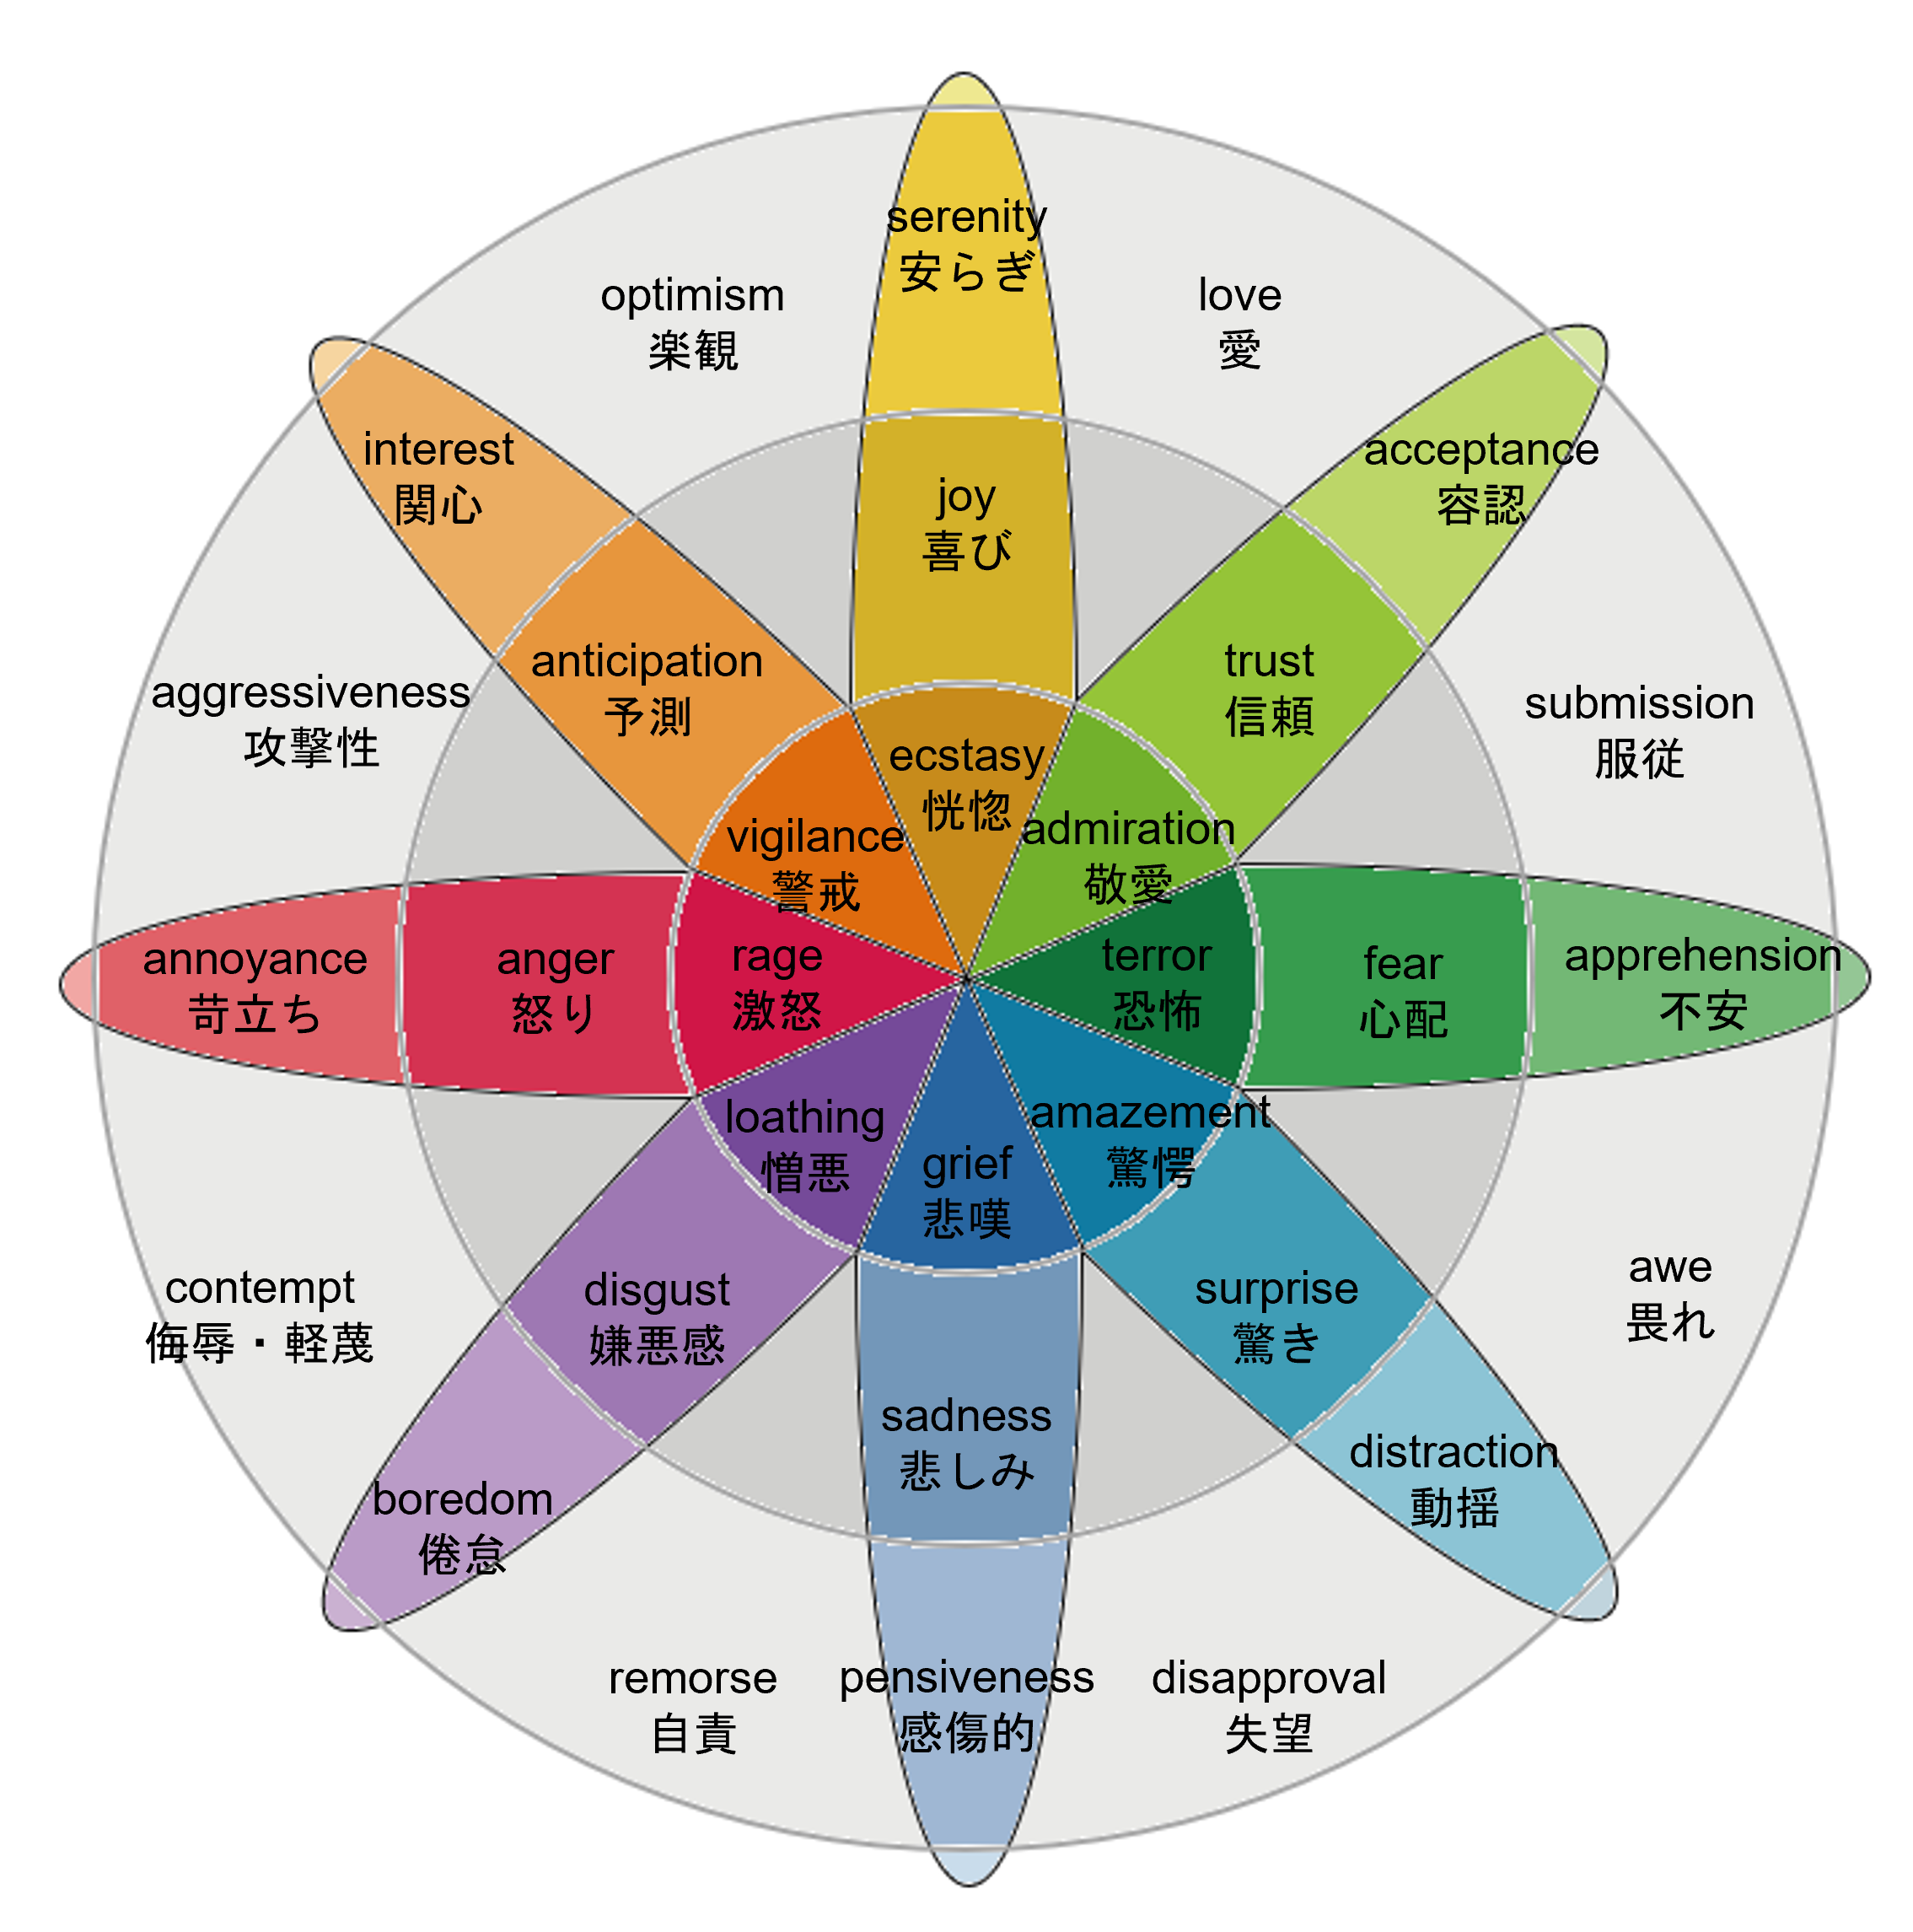 serenity
安らぎ
optimism
楽観
love
愛
interest
関心
joy
喜び
acceptance
容認
anticipation
予測
trust
信頼
aggressiveness
攻撃性
submission
服従
ecstasy
恍惚
vigilance
警戒
admiration
敬愛
annoyance
苛立ち
anger
怒り
rage
激怒
terror
恐怖
fear
心配
apprehension
不安
loathing
憎悪
grief
悲嘆
amazement
驚愕
contempt
侮辱・軽蔑
disgust
嫌悪感
surprise
驚き
awe
畏れ
sadness
悲しみ
boredom
倦怠
distraction
動揺
remorse
自責
pensiveness
感傷的
disapproval
失望